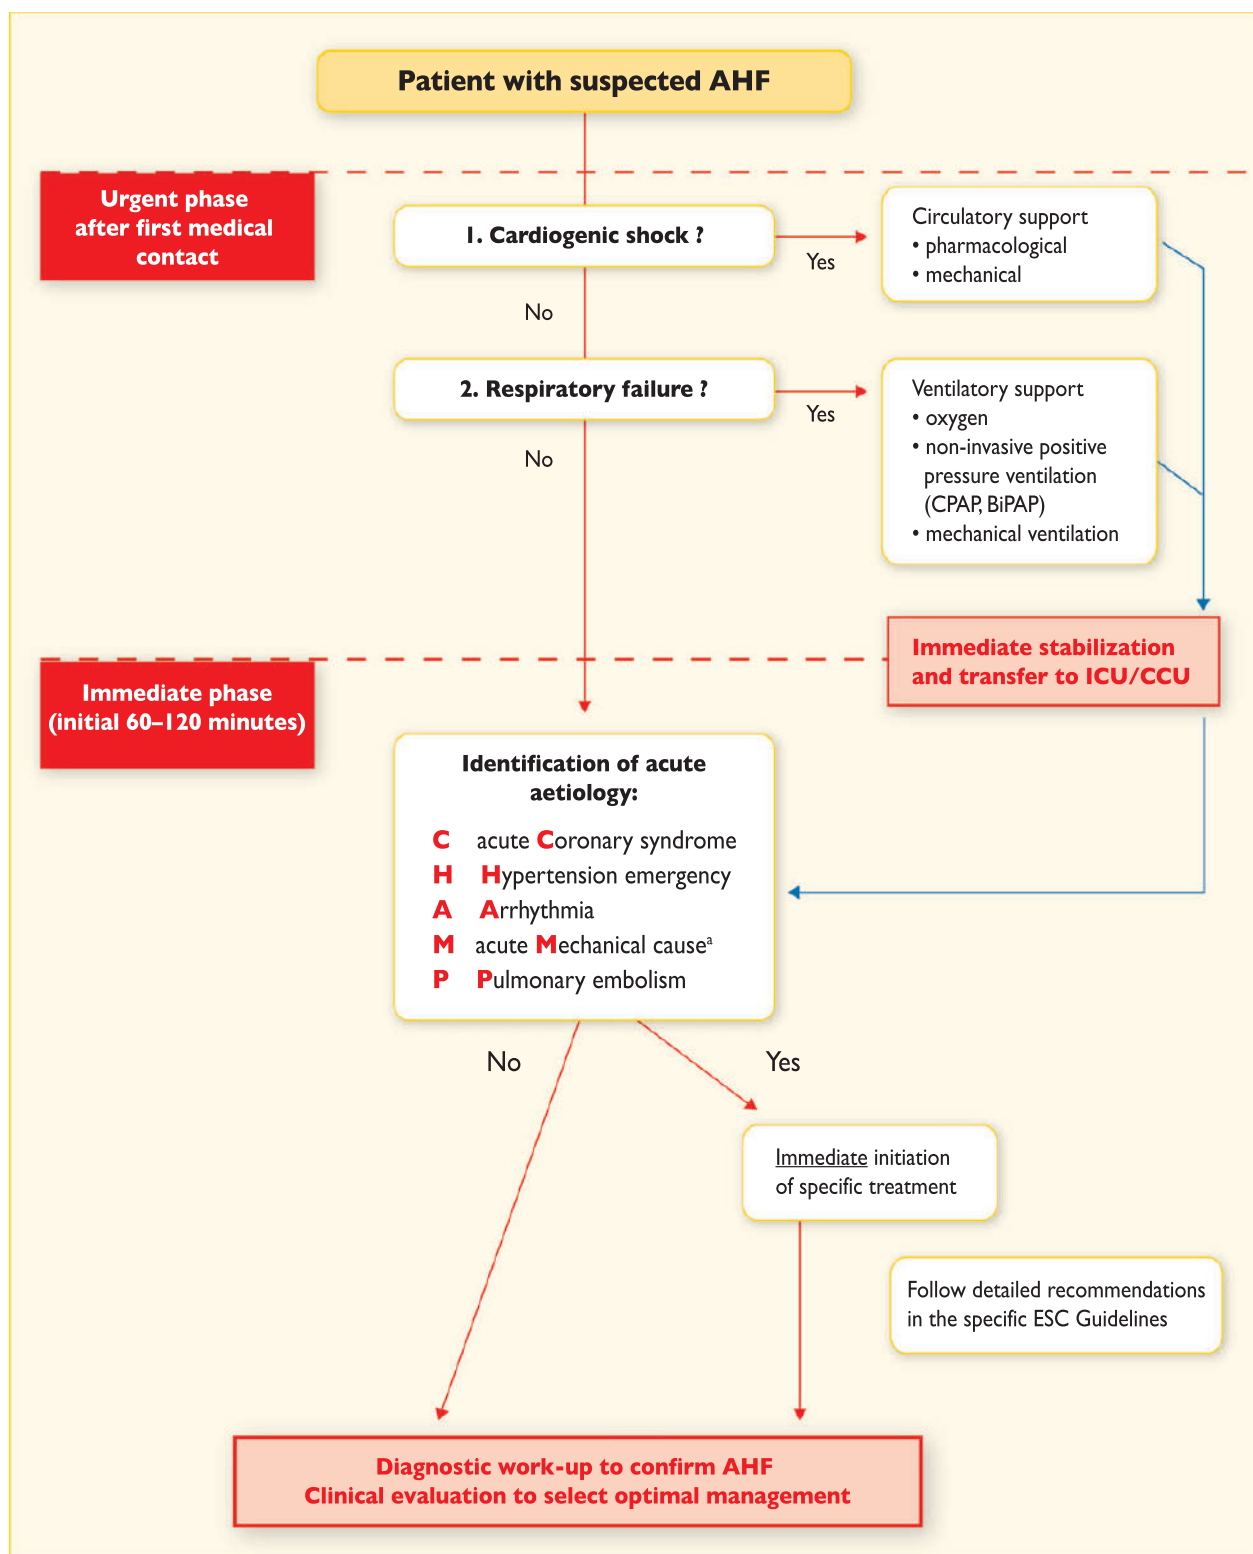 Patient with suspected AHF
Urgent phase
after first medical
contact
1. Cardiogenic shock ?
Yes
Circulatory support
• pharmacological
• mechanical
No
2. Respiratory failure ?
Yes
Ventilatory support
• oxygen
• non-invasive positive
pressure ventilation
(CPAP, BiPAP)
• mechanical ventilation
No
Immediate stabilization
and transfer to ICU/CCU
Immediate phase
(initial 60–120 minutes)
Identification of acute
aetiology:
C acute Coronary syndrome
H Hypertension emergency
A Arrhythmia
M acute Mechanical causeᵃ
P Pulmonary embolism
No
Yes
Immediate initiation
of specific treatment
Follow detailed recommendations
in the specific ESC Guidelines
Diagnostic work-up to confirm AHF
Clinical evaluation to select optimal management